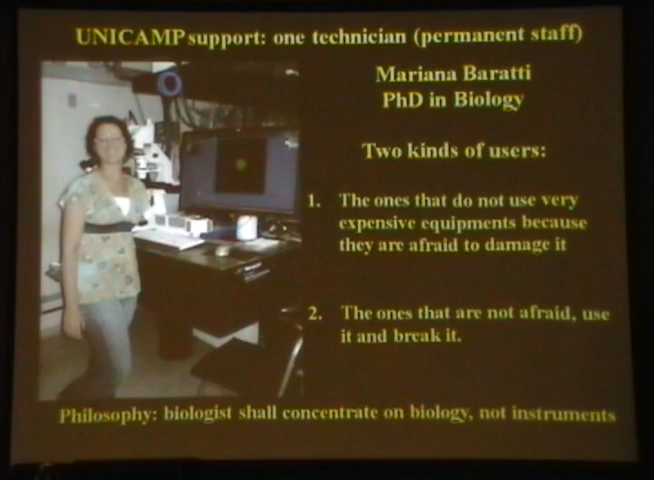 UNICAMP support: one technician (permanent staff)
Mariana Baratti
PhD in Biology
Two kinds of users:
1. The ones that do not use very
expensive equipments because
they are afraid to damage it
2. The ones that are not afraid, use
it and break it.
Philosophy: biologist shall concentrate on biology, not instruments